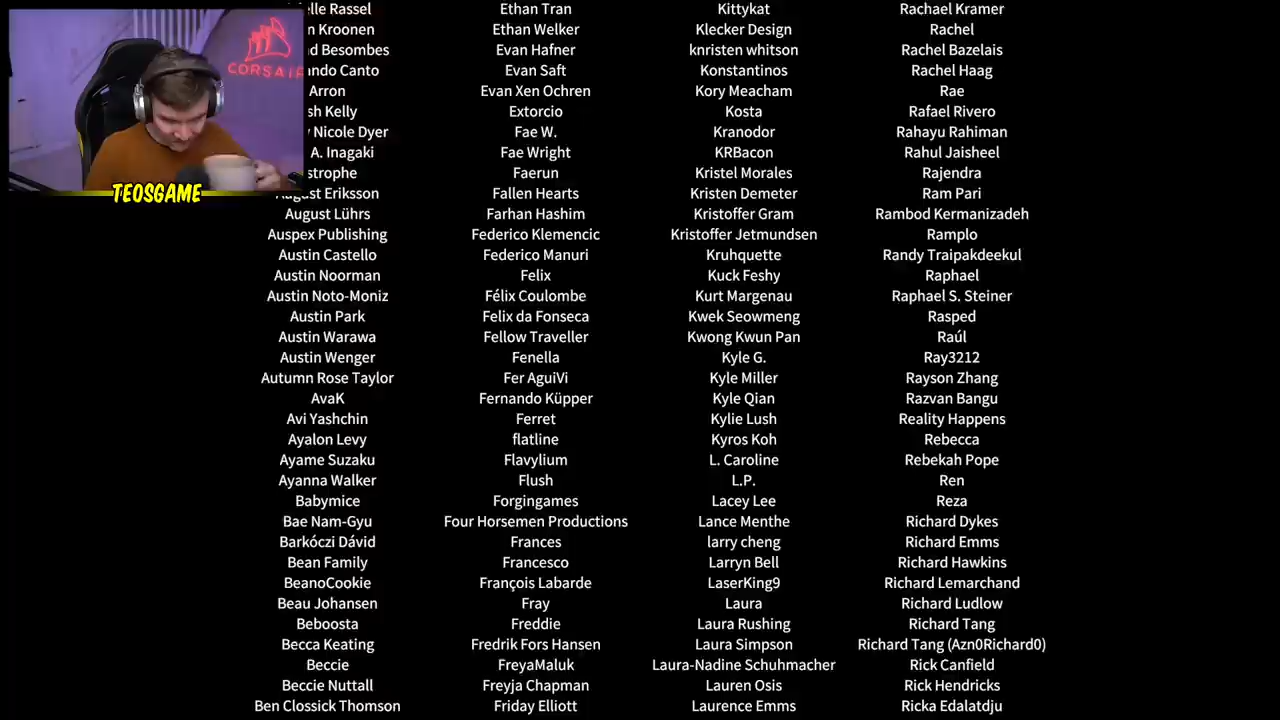 CORSAIR
TEOSGAME
elle Rassel
n Kroonen
d Besombes
ando Canto
Arron
sh Kelly
y Nicole Dyer
A. Inagaki
strophe
August Eriksson
August Lührs
Auspex Publishing
Austin Castello
Austin Noorman
Austin Noto-Moniz
Austin Park
Austin Warawa
Austin Wenger
Autumn Rose Taylor
AvaK
Avi Yashchin
Ayalon Levy
Ayame Suzaku
Ayanna Walker
Babymice
Bae Nam-Gyu
Barkóczi Dávid
Bean Family
BeanoCookie
Beau Johansen
Beboosta
Becca Keating
Beccie
Beccie Nuttall
Ben Clossick Thomson
Ethan Tran
Ethan Welker
Evan Hafner
Evan Saft
Evan Xen Ochren
Extorcio
Fae W.
Fae Wright
Faerun
Fallen Hearts
Farhan Hashim
Federico Klemencic
Federico Manuri
Felix
Félix Coulombe
Felix da Fonseca
Fellow Traveller
Fenella
Fer AguiVi
Fernando Küpper
Ferret
flatline
Flavylium
Flush
Forgingames
Four Horsemen Productions
Frances
Francesco
François Labarde
Fray
Freddie
Fredrik Fors Hansen
FreyaMaluk
Freyja Chapman
Friday Elliott
Kittykat
Klecker Design
knristen whitson
Konstantinos
Kory Meacham
Kosta
Kranodor
KRBacon
Kristel Morales
Kristen Demeter
Kristoffer Gram
Kristoffer Jetmundsen
Kruhquette
Kuck Feshy
Kurt Margenau
Kwek Seowmeng
Kwong Kwun Pan
Kyle G.
Kyle Miller
Kyle Qian
Kylie Lush
Kyros Koh
L. Caroline
L.P.
Lacey Lee
Lance Menthe
larry cheng
Larryn Bell
LaserKing9
Laura
Laura Rushing
Laura Simpson
Laura-Nadine Schuhmacher
Lauren Osis
Laurence Emms
Rachael Kramer
Rachel
Rachel Bazelais
Rachel Haag
Rae
Rafael Rivero
Rahayu Rahiman
Rahul Jaisheel
Rajendra
Ram Pari
Rambod Kermanizadeh
Ramplo
Randy Traipakdeekul
Raphael
Raphael S. Steiner
Rasped
Raúl
Ray3212
Rayson Zhang
Razvan Bangu
Reality Happens
Rebecca
Rebekah Pope
Ren
Reza
Richard Dykes
Richard Emms
Richard Hawkins
Richard Lemarchand
Richard Ludlow
Richard Tang
Richard Tang (Azn0Richard0)
Rick Canfield
Rick Hendricks
Ricka Edalatdju